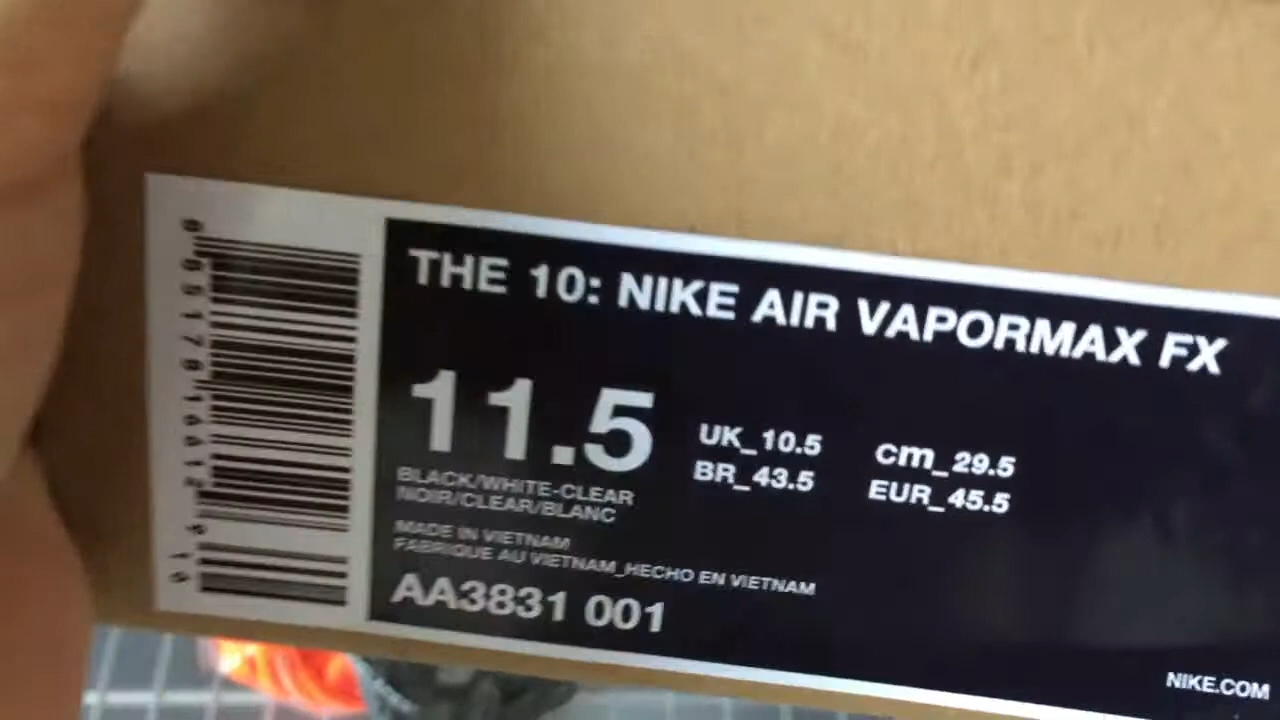 THE 10: NIKE AIR VAPORMAX FX
11.5
UK_10.5 cm_29.5
BR_43.5 EUR_45.5
BLACK/WHITE-CLEAR
NOIR/CLEAR/BLANC
MADE IN VIETNAM
FABRIQUE AU VIETNAM_HECHO EN VIETNAM
AA3831 001
NIKE.COM